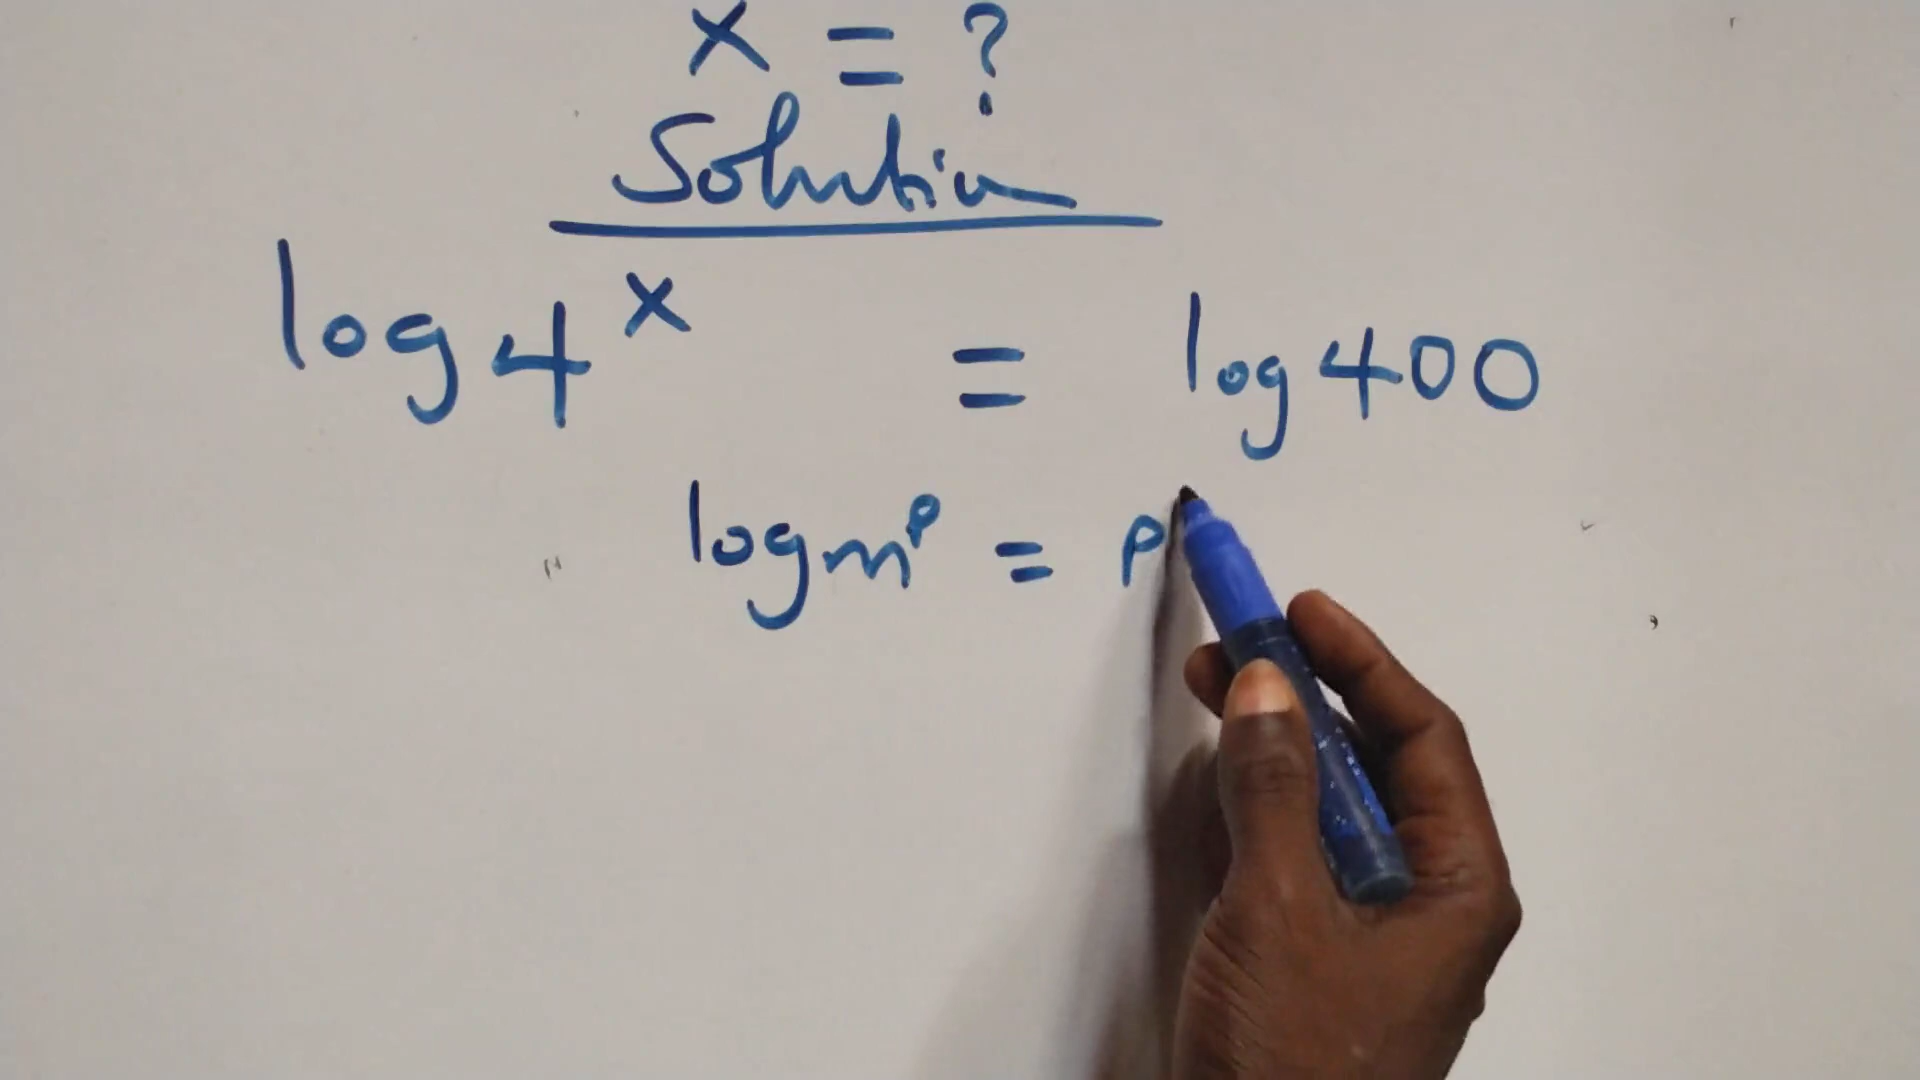 x = ?
Solution
log 4^x = log 400
log m^p = p